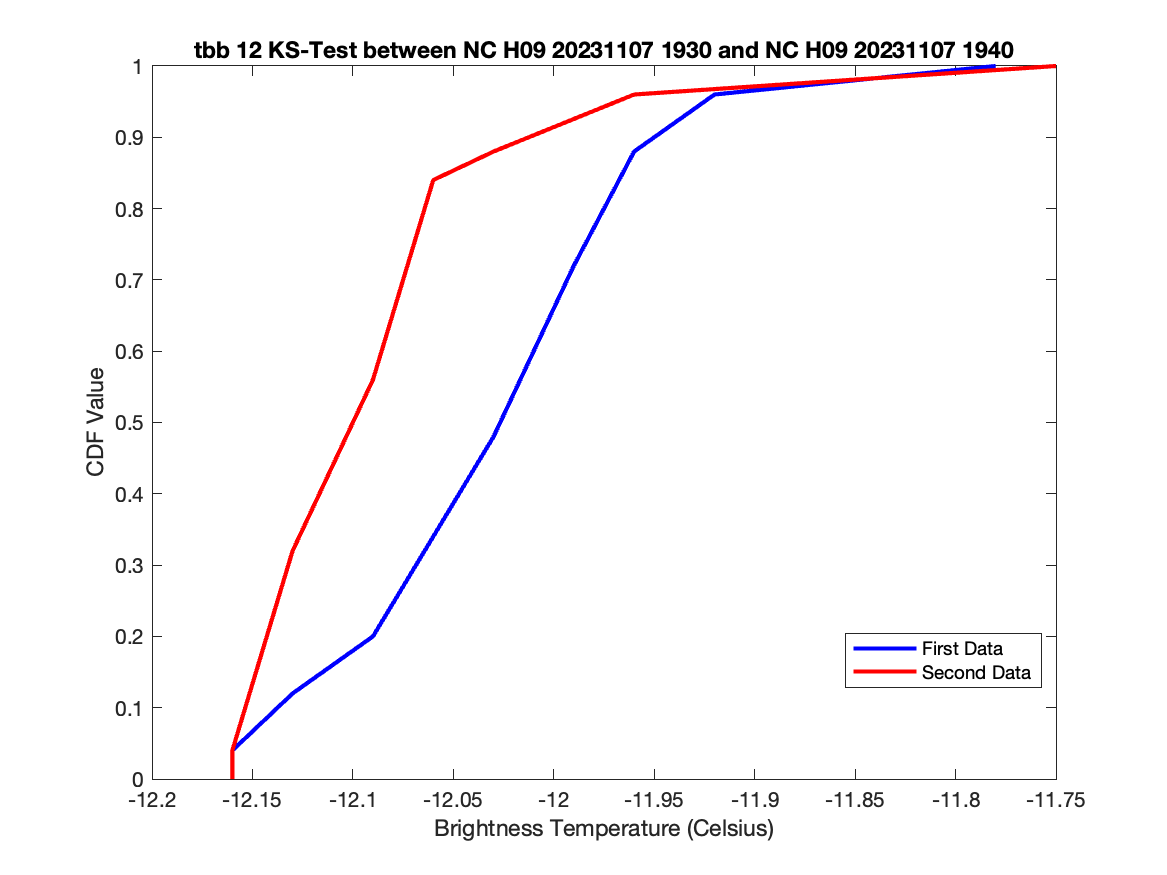 tbb 12 KS-Test between NC H09 20231107 1930 and NC H09 20231107 1940
1
0.9
0.8
0.7
0.6
0.5
0.4
0.3
0.2
0.1
0
CDF Value
First Data
Second Data
-12.2 -12.15 -12.1 -12.05 -12 -11.95 -11.9 -11.85 -11.8 -11.75
Brightness Temperature (Celsius)